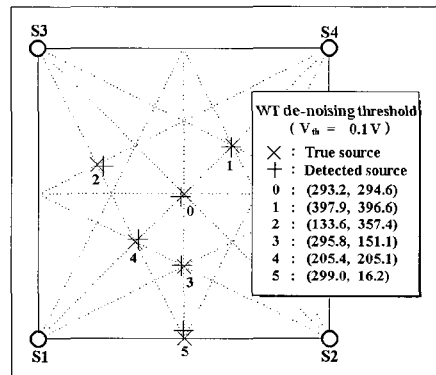 S3
S4
WT de-noising threshold
( Vth = 0.1V )
× : True source
+ : Detected source
0 : (293.2, 294.6)
1 : (397.9, 396.6)
2 : (133.6, 357.4)
3 : (295.8, 151.1)
4 : (205.4, 205.1)
5 : (299.0, 16.2)
1
2
0
4
3
S1
5
S2